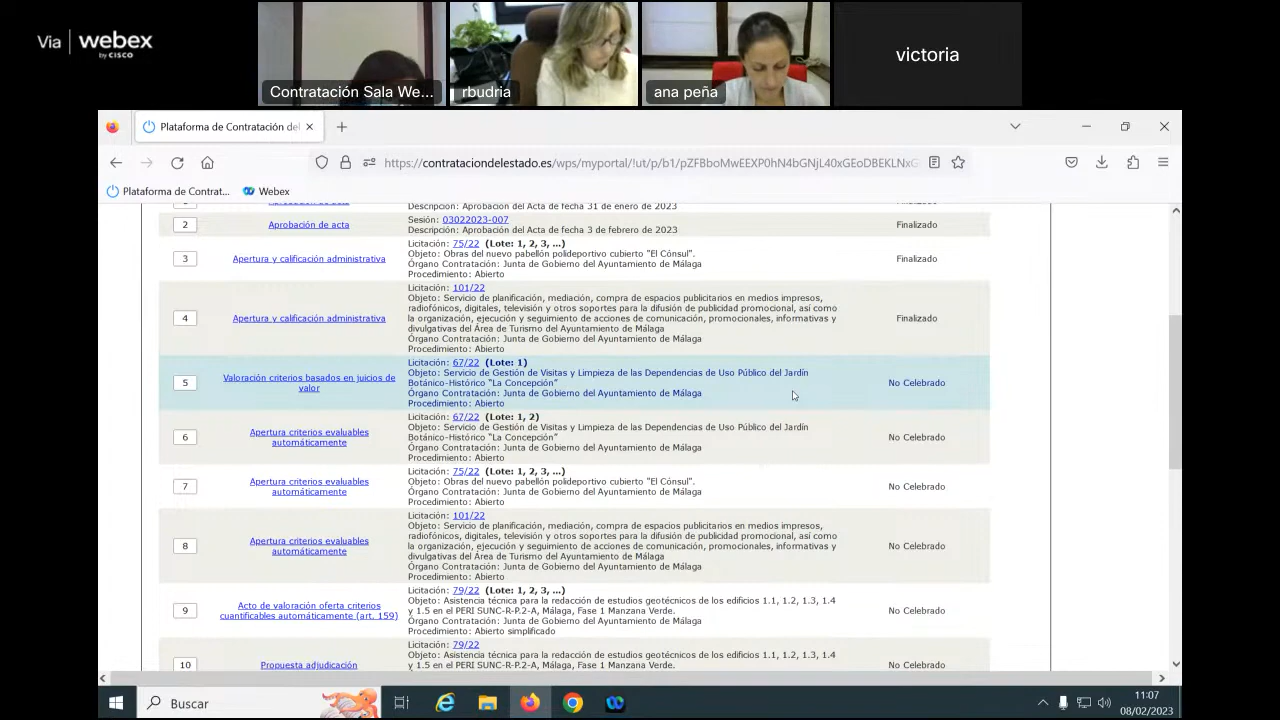 Via webex
by CISCO
Contratación Sala We...
rbudria
ana peña
victoria
Plataforma de Contratación del
https://contrataciondelestado.es/wps/myportal/!ut/p/b1/
Plataforma de Contrat...
Webex
Aprobación de acta
Descripción: Aprobación del Acta de fecha 31 de enero de 2023
Finalizado
2
Aprobación de acta
Sesión: 03022023-007
Descripción: Aprobación del Acta de fecha 3 de febrero de 2023
Finalizado
3
Apertura y calificación administrativa
Licitación: 75/22 (Lote: 1, 2, 3, ...)
Objeto: Obras del nuevo pabellón polideportivo cubierto "El Cónsul".
Órgano Contratación: Junta de Gobierno del Ayuntamiento de Málaga
Procedimiento: Abierto
Finalizado
4
Apertura y calificación administrativa
Licitación: 101/22
Objeto: Servicio de planificación, mediación, compra de espacios publicitarios en medios impresos,
radiofónicos, digitales, televisión y otros soportes para la difusión de publicidad promocional, así como
la organización, ejecución y seguimiento de acciones de comunicación, promocionales, informativas y
divulgativas del Área de Turismo del Ayuntamiento de Málaga
Órgano Contratación: Junta de Gobierno del Ayuntamiento de Málaga
Procedimiento: Abierto
Finalizado
5
Valoración criterios basados en juicios de
valor
Licitación: 67/22 (Lote: 1)
Objeto: Servicio de Gestión de Visitas y Limpieza de las Dependencias de Uso Público del Jardín
Botánico-Histórico "La Concepción"
Órgano Contratación: Junta de Gobierno del Ayuntamiento de Málaga
Procedimiento: Abierto
No Celebrado
6
Apertura criterios evaluables
automáticamente
Licitación: 67/22 (Lote: 1, 2)
Objeto: Servicio de Gestión de Visitas y Limpieza de las Dependencias de Uso Público del Jardín
Botánico-Histórico "La Concepción"
Órgano Contratación: Junta de Gobierno del Ayuntamiento de Málaga
Procedimiento: Abierto
No Celebrado
7
Apertura criterios evaluables
automáticamente
Licitación: 75/22 (Lote: 1, 2, 3, ...)
Objeto: Obras del nuevo pabellón polideportivo cubierto "El Cónsul".
Órgano Contratación: Junta de Gobierno del Ayuntamiento de Málaga
Procedimiento: Abierto
No Celebrado
8
Apertura criterios evaluables
automáticamente
Licitación: 101/22
Objeto: Servicio de planificación, mediación, compra de espacios publicitarios en medios impresos,
radiofónicos, digitales, televisión y otros soportes para la difusión de publicidad promocional, así como
la organización, ejecución y seguimiento de acciones de comunicación, promocionales, informativas y
divulgativas del Área de Turismo del Ayuntamiento de Málaga
Órgano Contratación: Junta de Gobierno del Ayuntamiento de Málaga
Procedimiento: Abierto
No Celebrado
9
Acto de valoración oferta criterios
cuantificables automáticamente (art. 159)
Licitación: 79/22 (Lote: 1, 2, 3, ...)
Objeto: Asistencia técnica para la redacción de estudios geotécnicos de los edificios 1.1, 1.2, 1.3, 1.4
y 1.5 en el PERI SUNC-R-P.2-A, Málaga, Fase 1 Manzana Verde.
Órgano Contratación: Junta de Gobierno del Ayuntamiento de Málaga
Procedimiento: Abierto simplificado
No Celebrado
10
Propuesta adjudicación
Licitación: 79/22
Objeto: Asistencia técnica para la redacción de estudios geotécnicos de los edificios 1.1, 1.2, 1.3, 1.4
y 1.5 en el PERI SUNC-R-P.2-A, Málaga, Fase 1 Manzana Verde.
No Celebrado
Buscar
11:07
08/02/2023